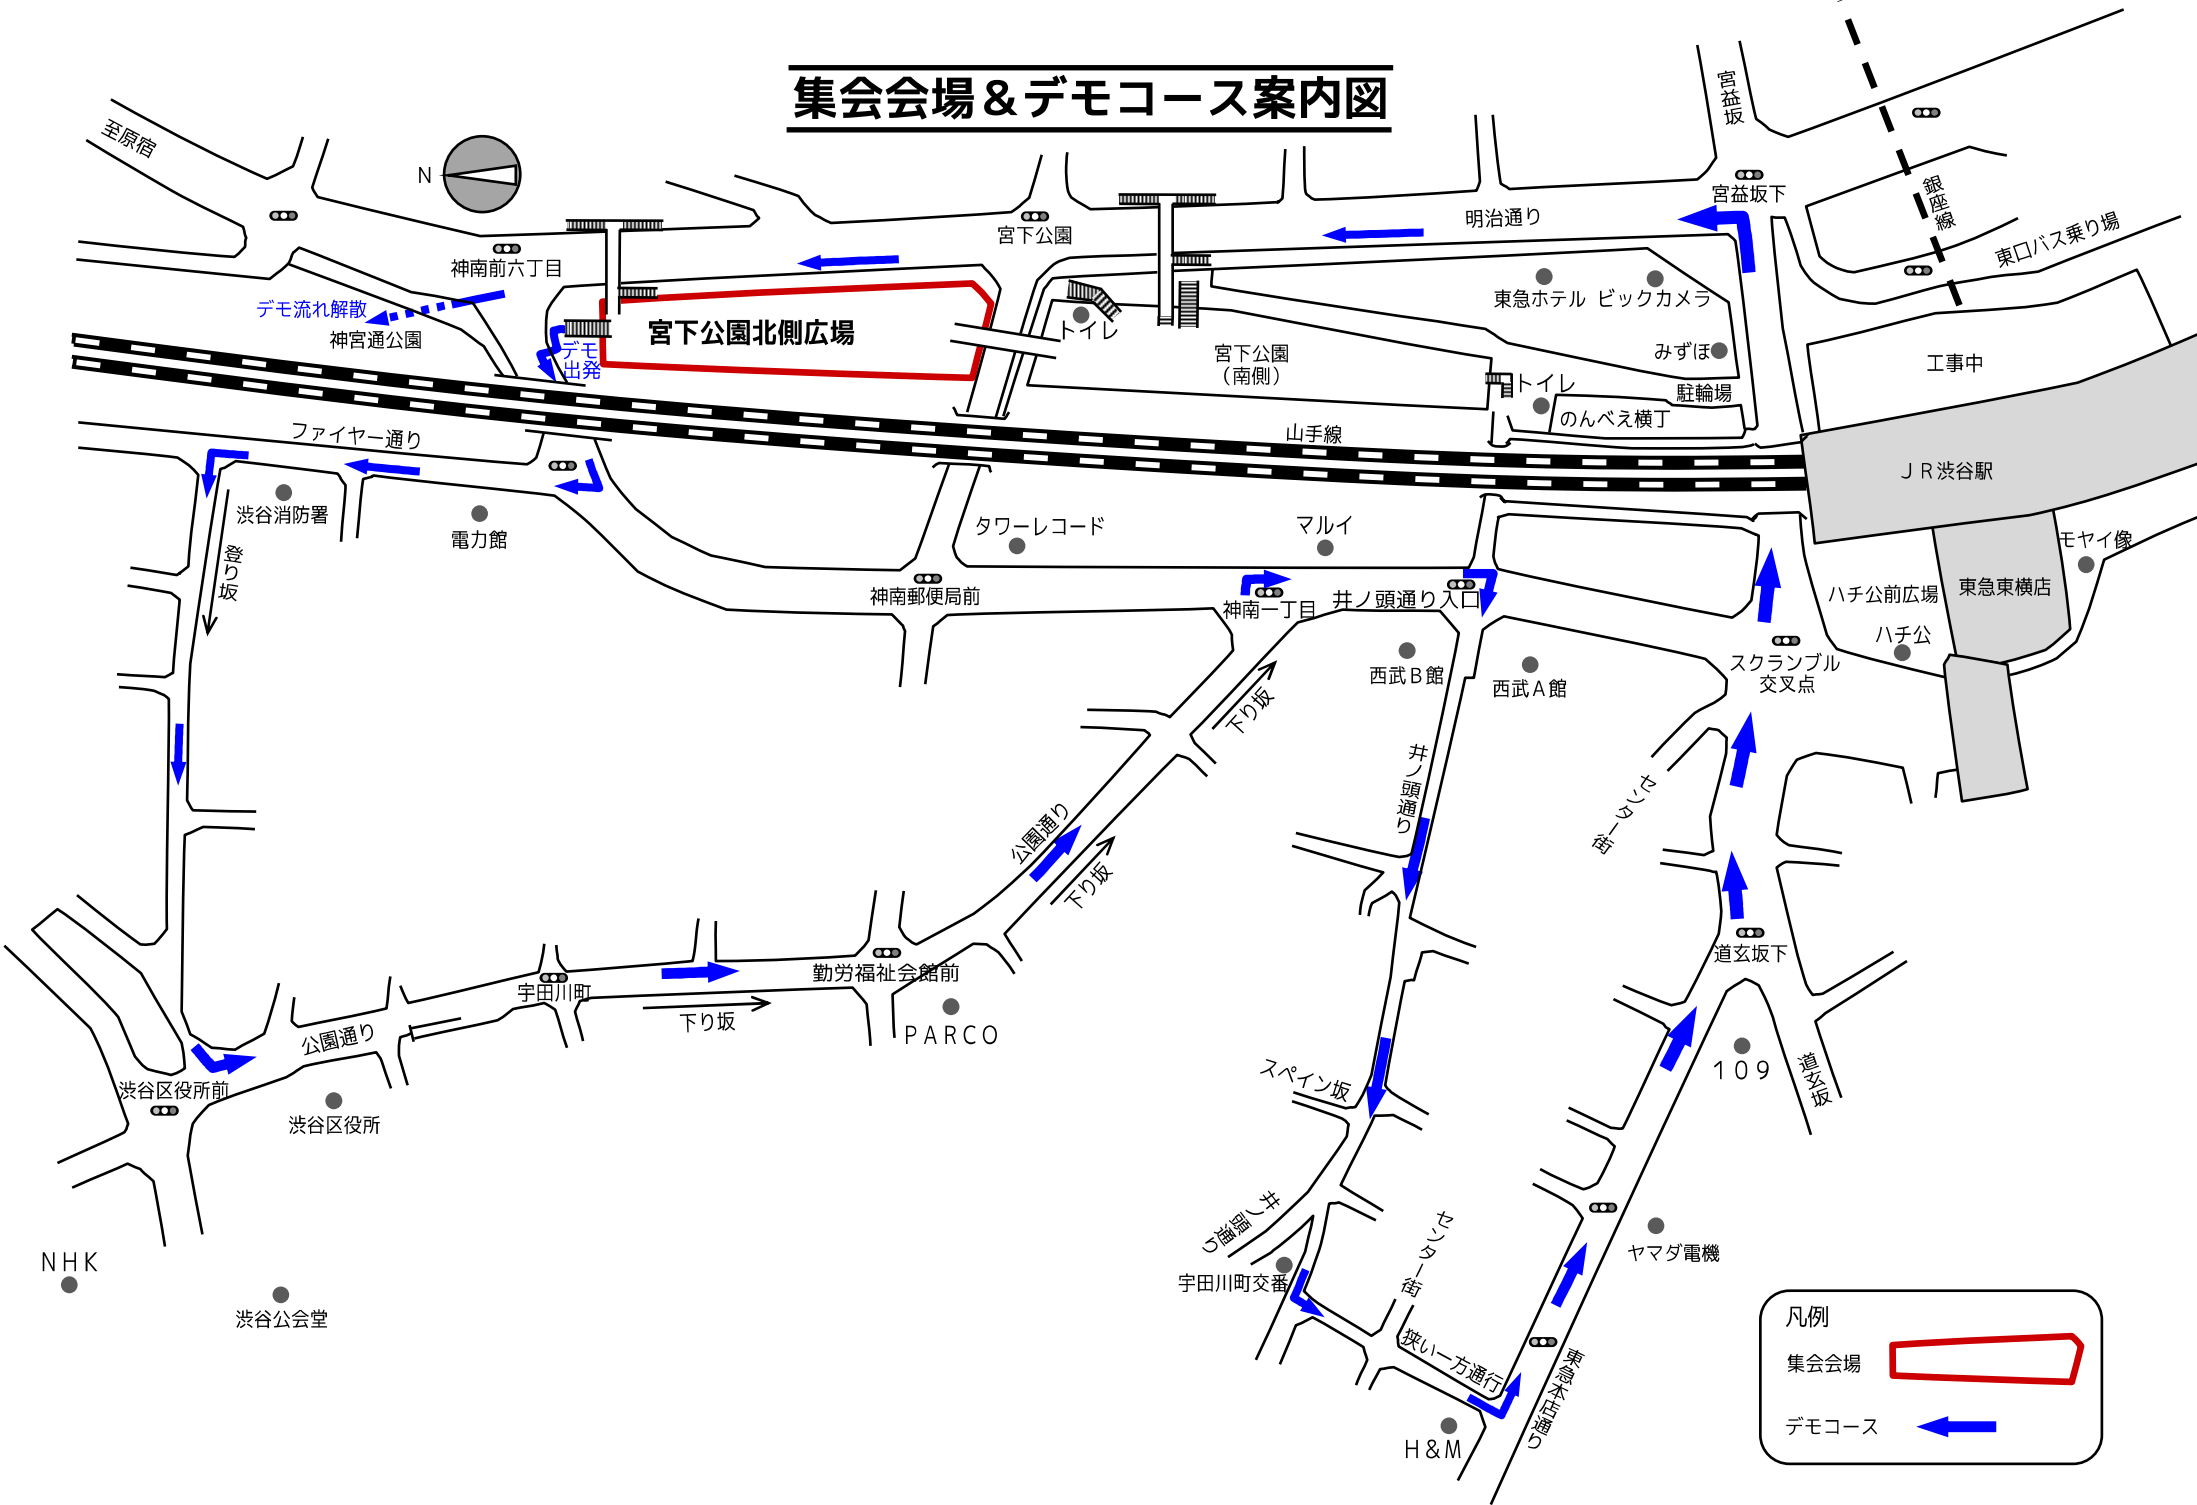 集会会場＆デモコース案内図
至原宿
N
宮益坂
宮益坂下
銀座線
東口バス乗り場
明治通り
宮下公園
神南前六丁目
デモ流れ解散
神宮通公園
デモ
出発
宮下公園北側広場
トイレ
宮下公園
（南側）
東急ホテル
ビックカメラ
みずほ
駐輪場
トイレ
のんべえ横丁
工事中
山手線
ＪＲ渋谷駅
ファイヤー通り
渋谷消防署
電力館
登り坂
タワーレコード
マルイ
神南郵便局前
神南一丁目
井ノ頭通り入口
モヤイ像
東急東横店
ハチ公前広場
ハチ公
スクランブル
交叉点
西武Ｂ館
西武Ａ館
下り坂
井ノ頭通り
センター街
公園通り
下り坂
道玄坂下
勤労福祉会館前
宇田川町
下り坂
PARCO
公園通り
渋谷区役所前
渋谷区役所
109
道玄坂
スペイン坂
井ノ頭通り
センター街
宇田川町交番
ヤマダ電機
狭い一方通行
東急本店通り
H&M
NHK
渋谷公会堂
凡例
集会会場
デモコース